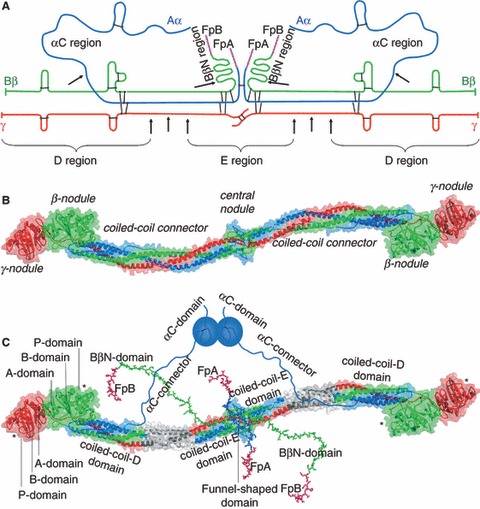 A
Aα
FpB
FpB
Aα
αC region
FpA
FpA
αC region
BβN region
BβN region
Bβ
Bβ
γ
γ
D region
E region
D region
B
β-nodule
central
nodule
γ-nodule
coiled-coil connector
coiled-coil connector
γ-nodule
β-nodule
C
αC-domain
αC-domain
P-domain
B-domain
A-domain
BβN-domain
FpB
αC-connector
FpA
αC-connector
coiled-coil-D
domain
coiled-coil-E
domain
*
*
*
*
coiled-coil-D
domain
coiled-coil-E
domain
A-domain
B-domain
P-domain
FpA
BβN-domain
Funnel-shaped
domain
FpB